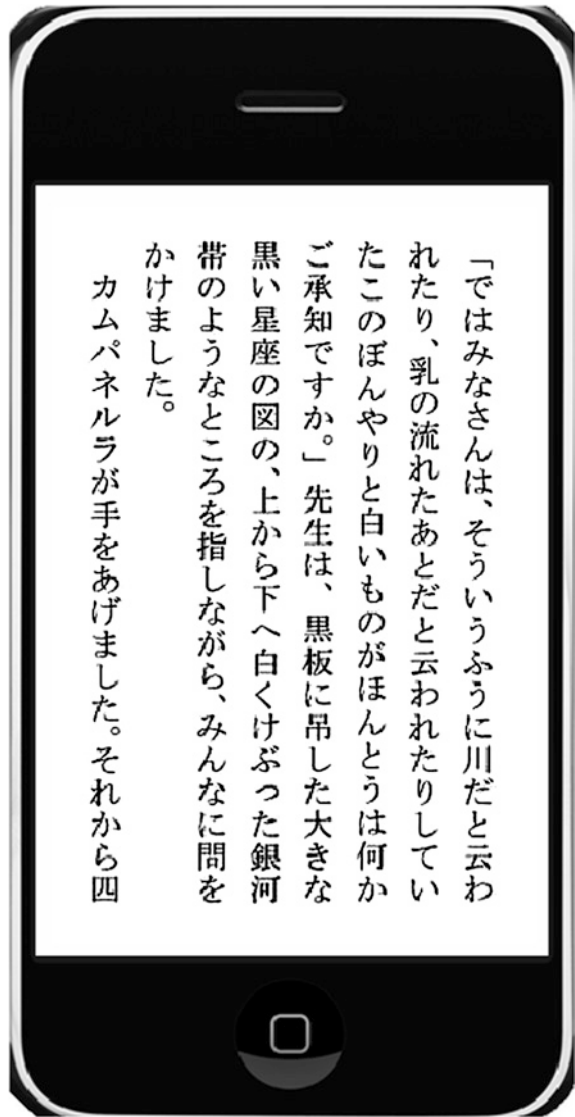 「ではみなさんは、そういうふうに川だと云わ
れたり、乳の流れたあとだと云われたりしてい
たこのぼんやりと白いものがほんとうは何か
ご承知ですか。」先生は、黒板に吊した大きな
黒い星座の図の、上から下へ白くけぶった銀河
帯のようなところを指しながら、みんなに問を
かけました。
カムパネルラが手をあげました。それから四